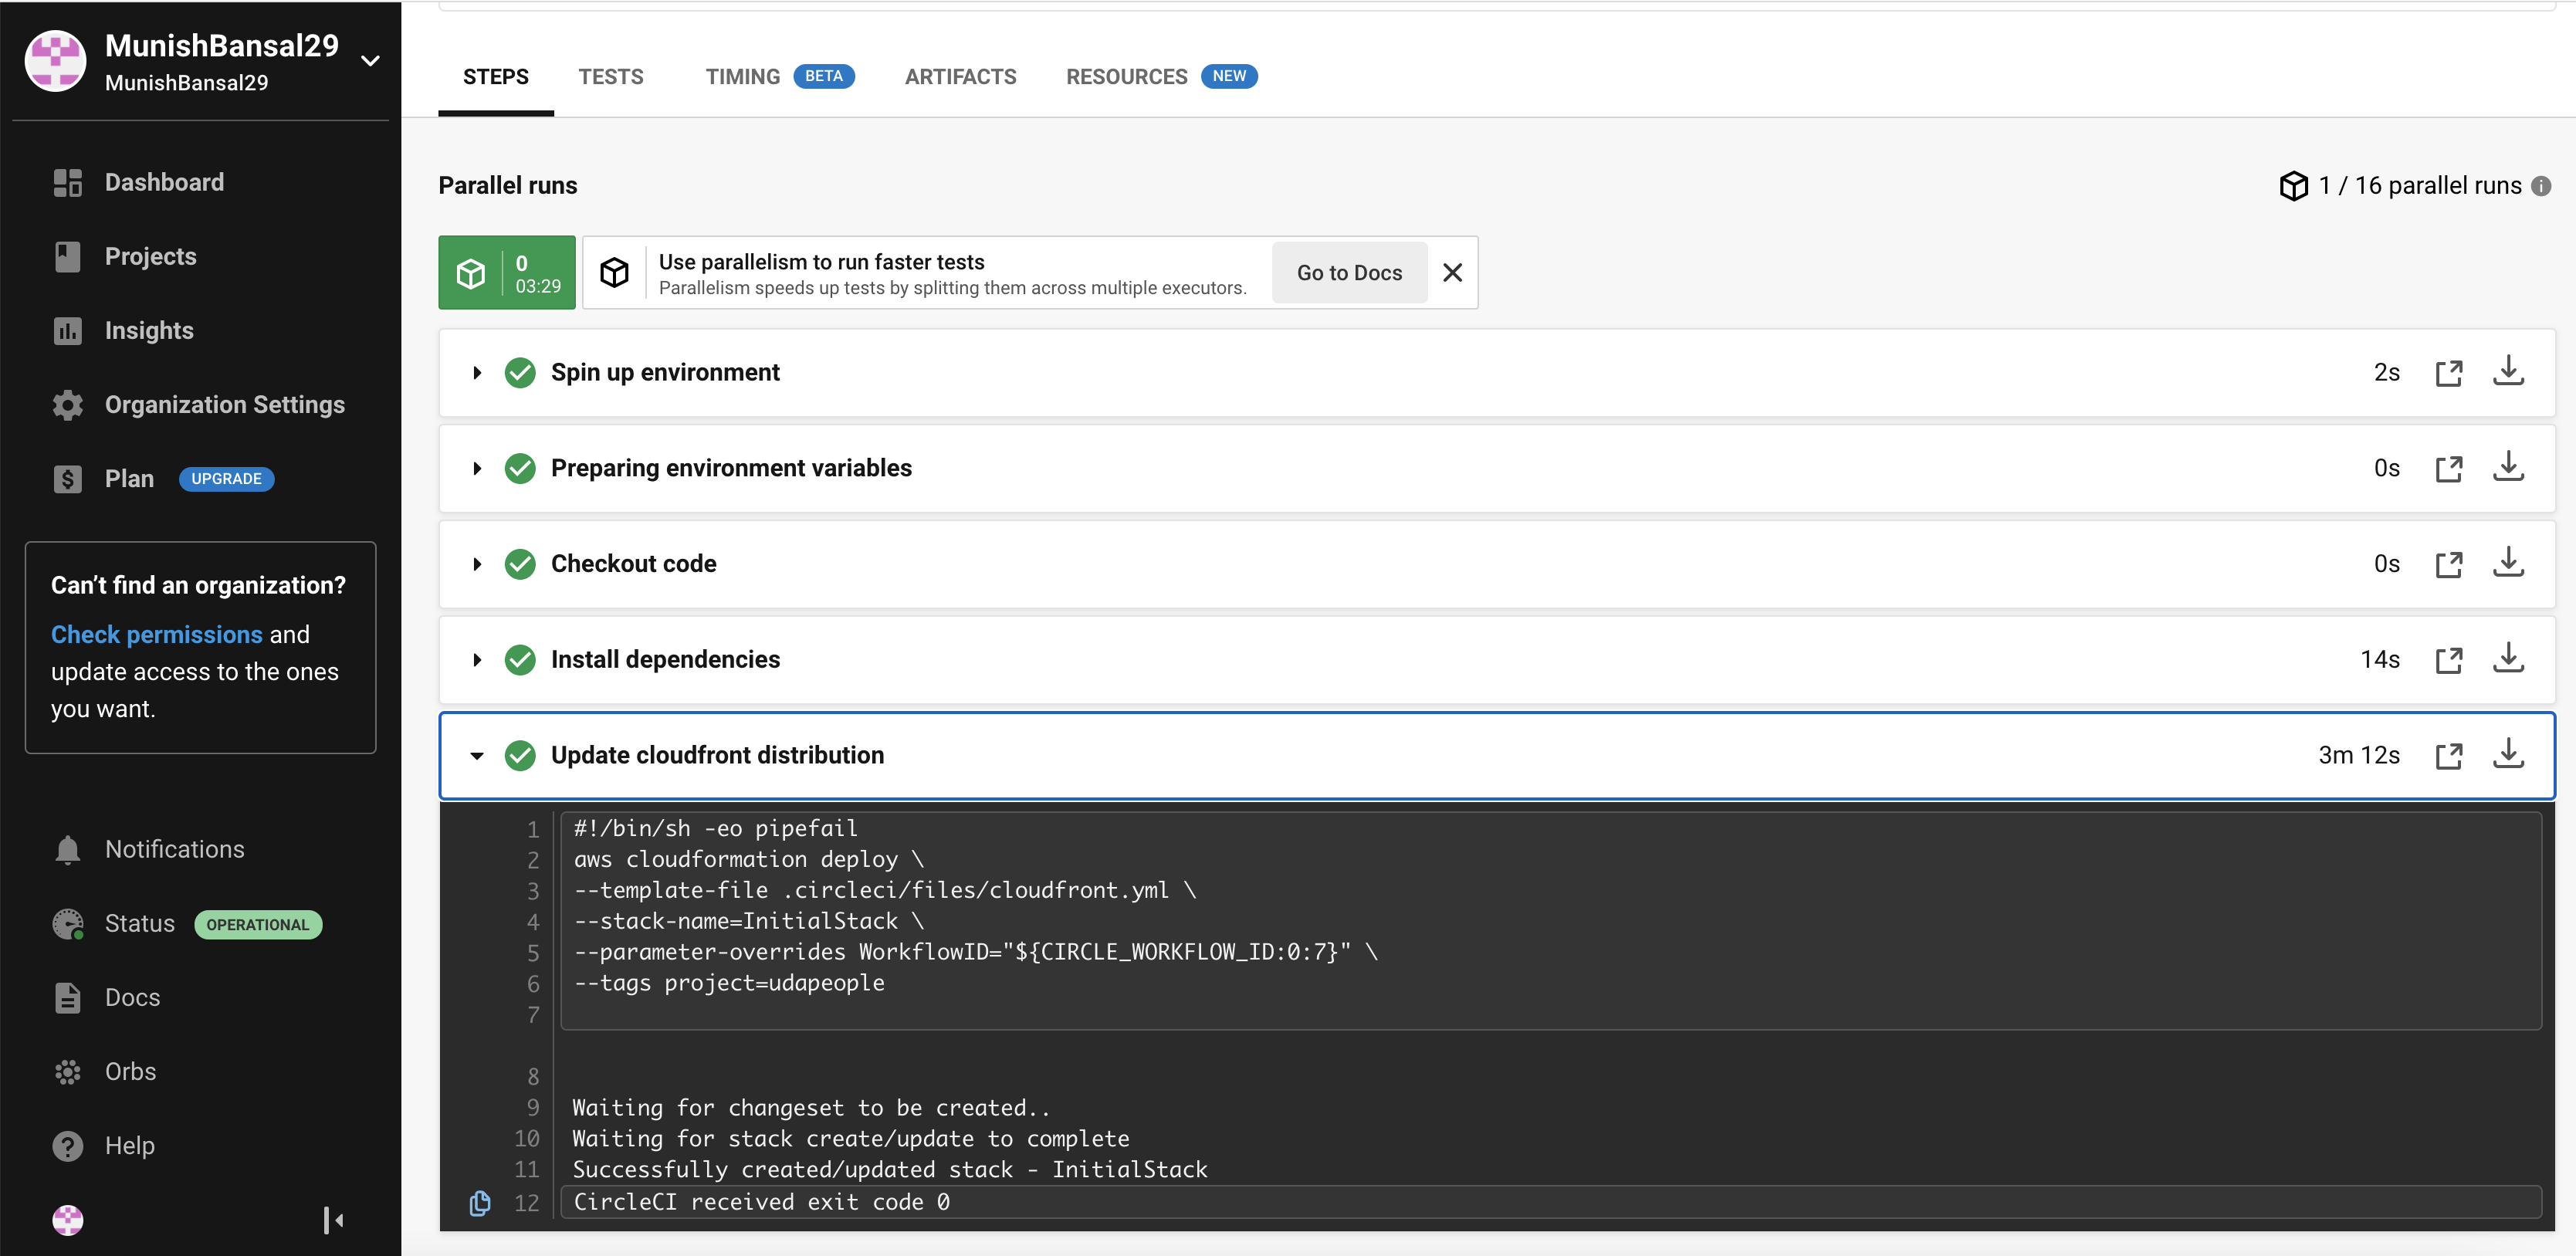 MunishBansal29
MunishBansal29
Dashboard
Projects
Insights
Organization Settings
Plan UPGRADE
Can’t find an organization?
Check permissions and
update access to the ones
you want.
Notifications
Status OPERATIONAL
Docs
Orbs
Help
STEPS TESTS TIMING BETA ARTIFACTS RESOURCES NEW
Parallel runs
1 / 16 parallel runs
0
03:29
Use parallelism to run faster tests
Parallelism speeds up tests by splitting them across multiple executors.
Go to Docs
Spin up environment 2s
Preparing environment variables 0s
Checkout code 0s
Install dependencies 14s
Update cloudfront distribution 3m 12s
1 #!/bin/sh -eo pipefail
2 aws cloudformation deploy \
3 --template-file .circleci/files/cloudfront.yml \
4 --stack-name=InitialStack \
5 --parameter-overrides WorkflowID="${CIRCLE_WORKFLOW_ID:0:7}" \
6 --tags project=udapeople
7
8
9 Waiting for changeset to be created..
10 Waiting for stack create/update to complete
11 Successfully created/updated stack - InitialStack
12 CircleCI received exit code 0